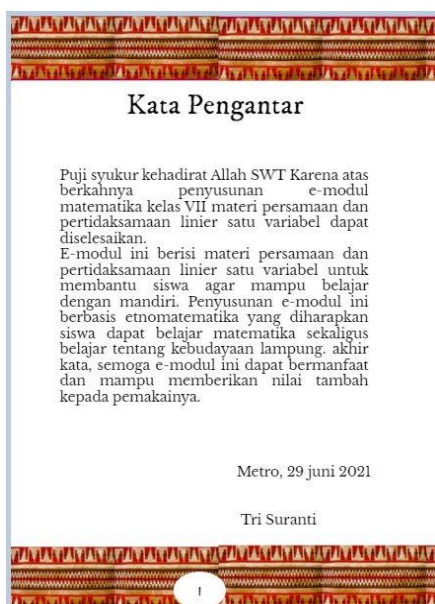 Kata Pengantar
Puji syukur kehadirat Allah SWT Karena atas
berkahnya penyusunan e-modul
matematika kelas VII materi persamaan dan
pertidaksamaan linier satu variabel dapat
diselesaikan.
E-modul ini berisi materi persamaan dan
pertidaksamaan linier satu variabel untuk
membantu siswa agar mampu belajar
dengan mandiri. Penyusunan e-modul ini
berbasis etnomatematika yang diharapkan
siswa dapat belajar matematika sekaligus
belajar tentang kebudayaan lampung. akhir
kata, semoga e-modul ini dapat bermanfaat
dan mampu memberikan nilai tambah
kepada pemakainya.
Metro, 29 juni 2021
Tri Suranti
1